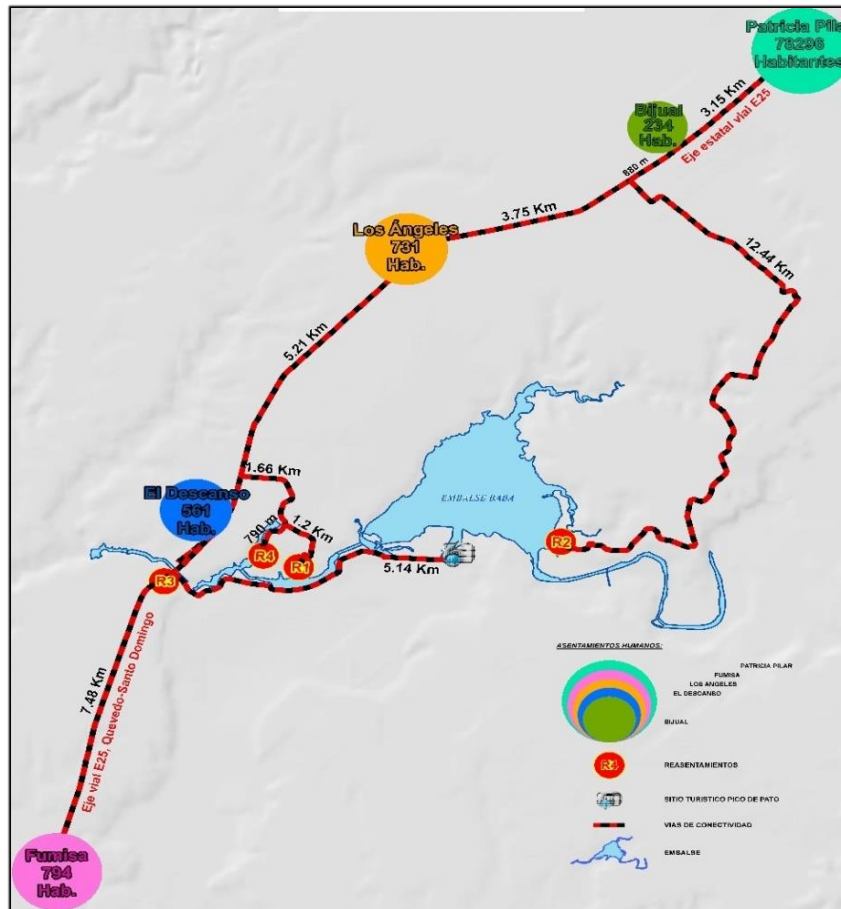 Patricia Pila
78296
Habitantes
3.15 Km
Eje estatal vial E25
Bijual
234
Hab.
880 m
3.75 Km
Los Ángeles
731
Hab.
12.44 Km
5.21 Km
1.66 Km
El Descanso
561
Hab.
790 m
1.2 Km
EMBALSE BABA
R4
R1
R2
R3
5.14 Km
7.48 Km
Eje vial E25, Quevedo-Santo Domingo
Fumisa
794
Hab.
ASENTAMIENTOS HUMANOS:
PATRICIA PILAR
FUMISA
LOS ANGELES
EL DESCANSO
BIJUAL
R4
REASENTAMIENTOS
SITIO TURISTICO PICO DE PATO
VIAS DE CONECTIVIDAD
EMBALSE